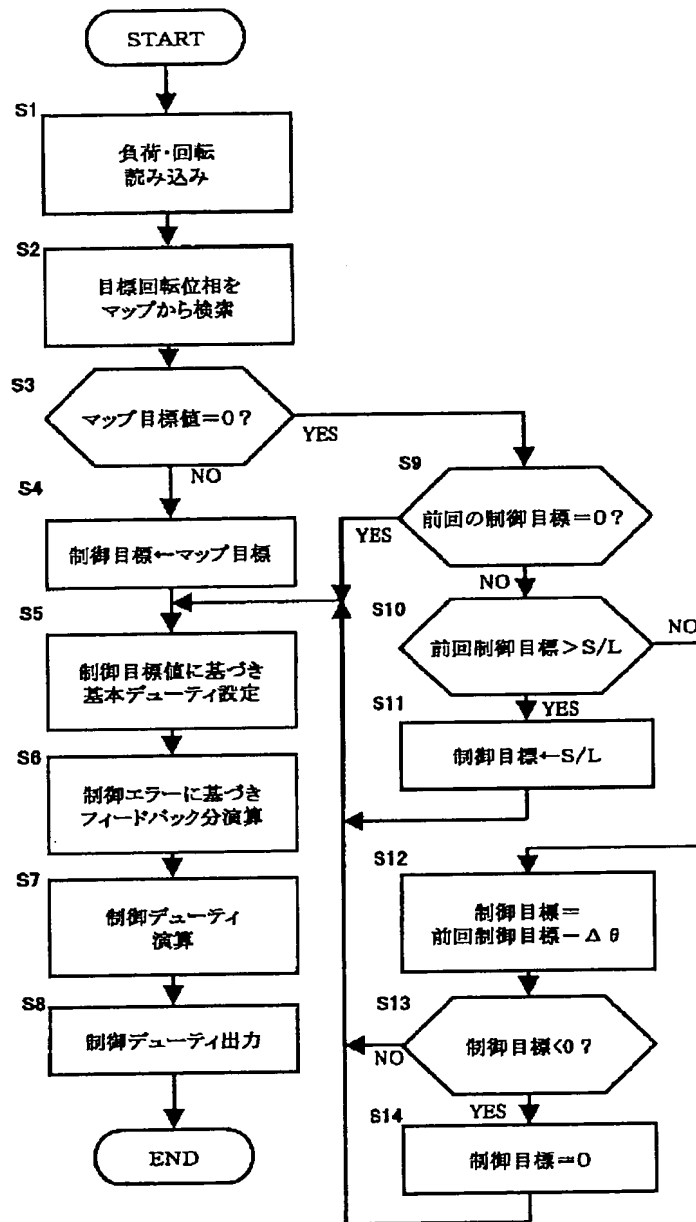 START
S1
負荷・回転
読み込み
S2
目標回転位相を
マップから検索
S3
マップ目標値=0?
YES
NO
S4
制御目標←マップ目標
S5
制御目標値に基づき
基本デューティ設定
S6
制御エラーに基づき
フィードバック分演算
S7
制御デューティ
演算
S8
制御デューティ出力
END
S9
前回の制御目標=0?
YES
NO
S10
前回制御目標>S/L
NO
YES
S11
制御目標←S/L
S12
制御目標=
前回制御目標-Δθ
S13
制御目標<0?
NO
YES
S14
制御目標=0